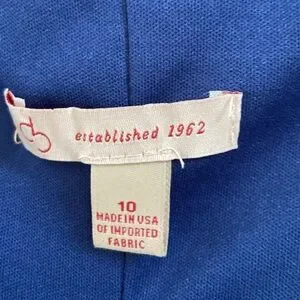 established 1962
10
MADE IN USA
OF IMPORTED
FABRIC